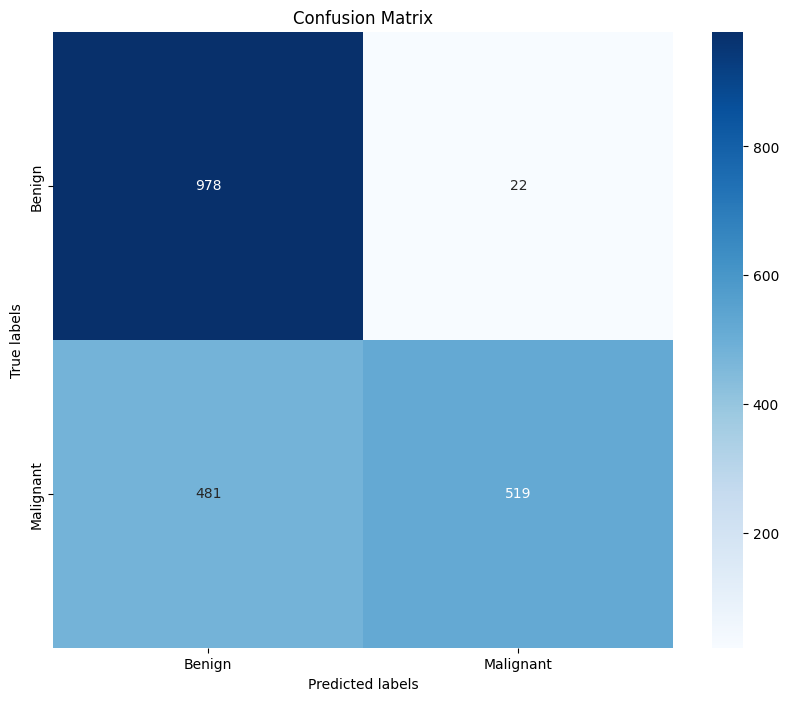 Confusion Matrix
Benign
978
22
800
600
True labels
400
Malignant
481
519
200
Benign
Malignant
Predicted labels